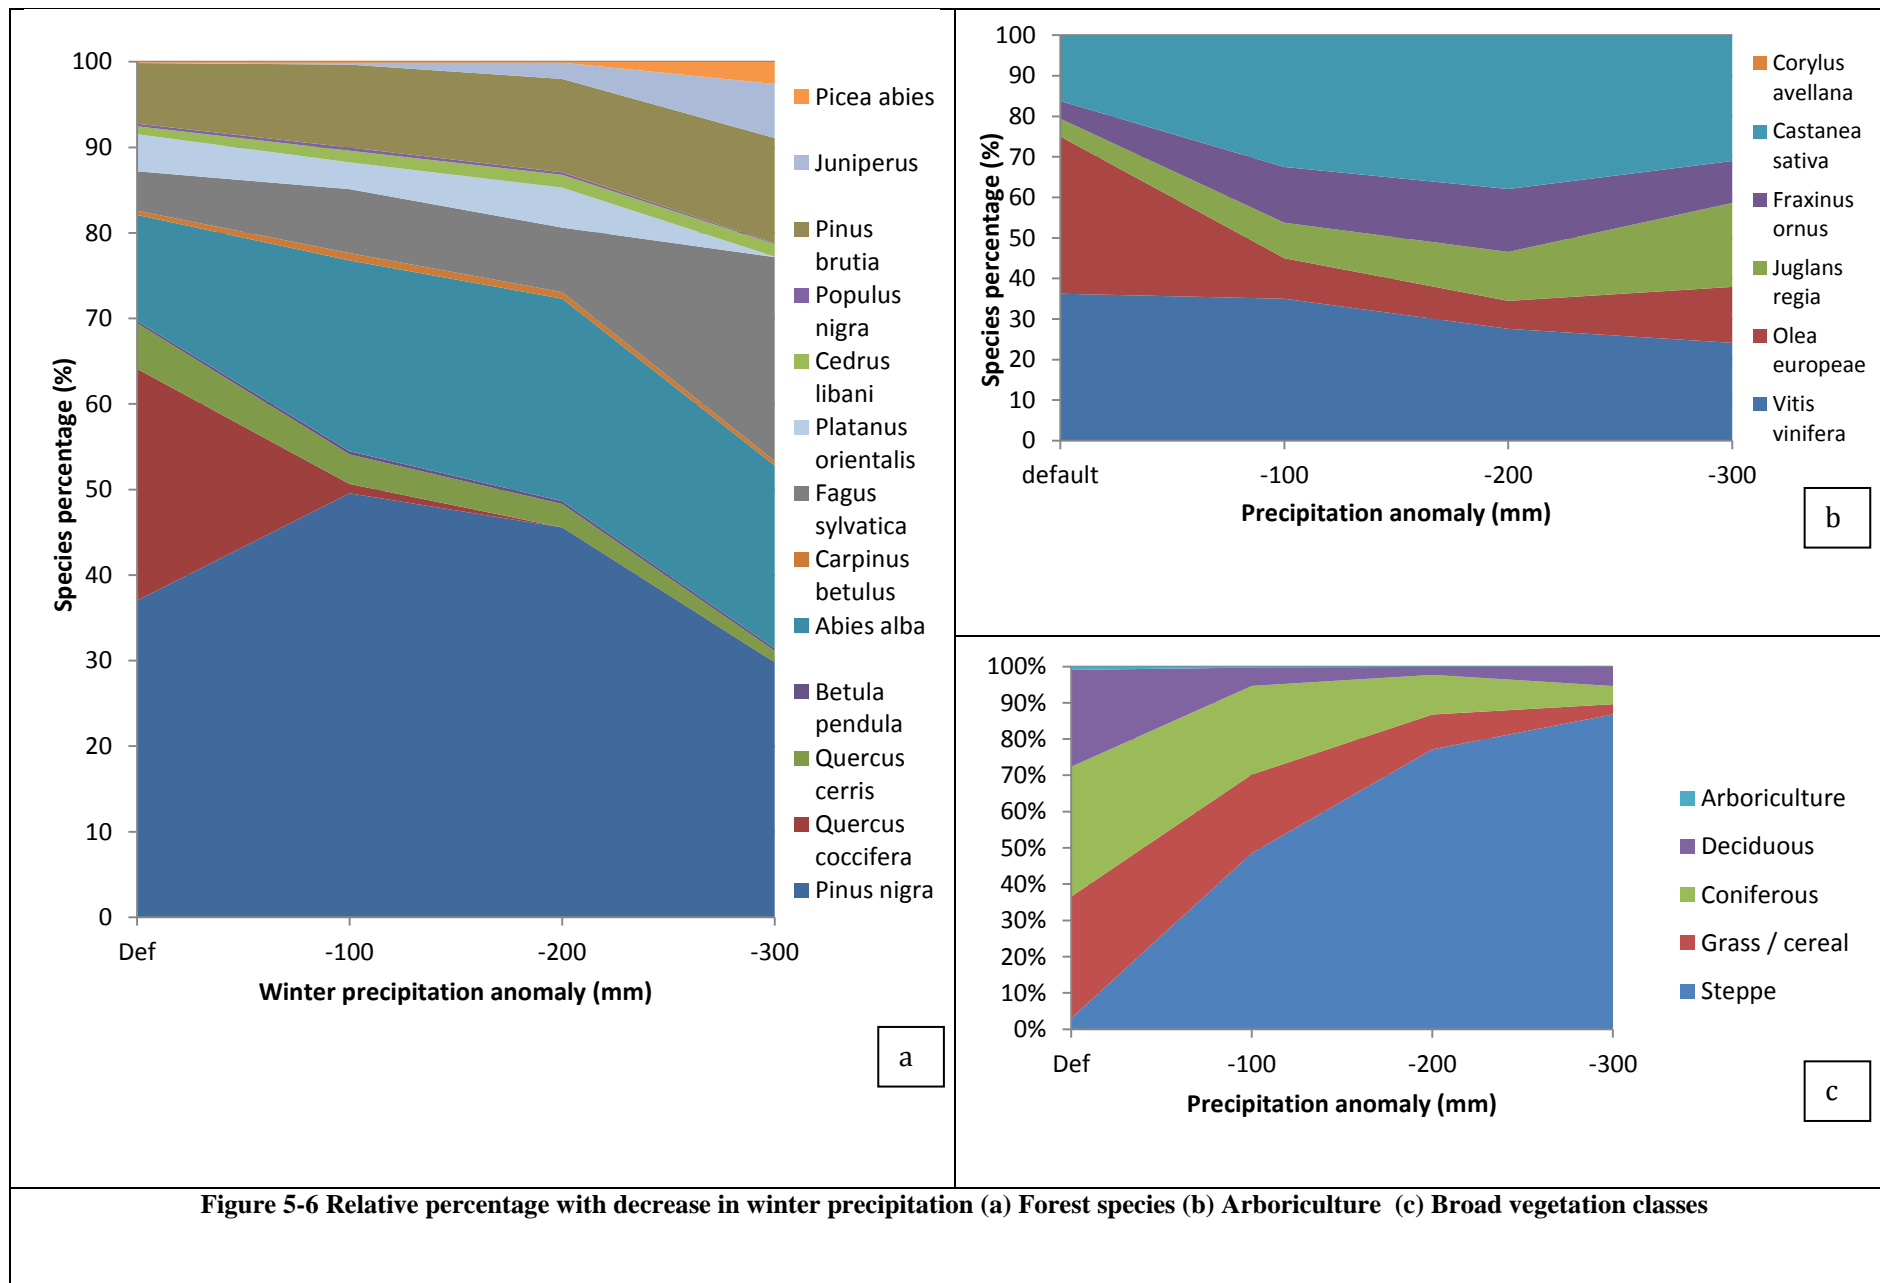 100
90
80
70
60
50
40
30
20
10
0
Species percentage (%)
Def
-100
-200
-300
Winter precipitation anomaly (mm)
Picea abies
Juniperus
Pinus
brutia
Populus
nigra
Cedrus
libani
Platanus
orientalis
Fagus
sylvatica
Carpinus
betulus
Abies alba
Betula
pendula
Quercus
cerris
Quercus
coccifera
Pinus nigra
a
100
90
80
70
60
50
40
30
20
10
0
Species percentage (%)
default
-100
-200
-300
Precipitation anomaly (mm)
Corylus
avellana
Castanea
sativa
Fraxinus
ornus
Juglans
regia
Olea
europeae
Vitis
vinifera
b
100%
90%
80%
70%
60%
50%
40%
30%
20%
10%
0%
Def
-100
-200
-300
Precipitation anomaly (mm)
Arboriculture
Deciduous
Coniferous
Grass / cereal
Steppe
c
Figure 5-6 Relative percentage with decrease in winter precipitation (a) Forest species (b) Arboriculture (c) Broad vegetation classes